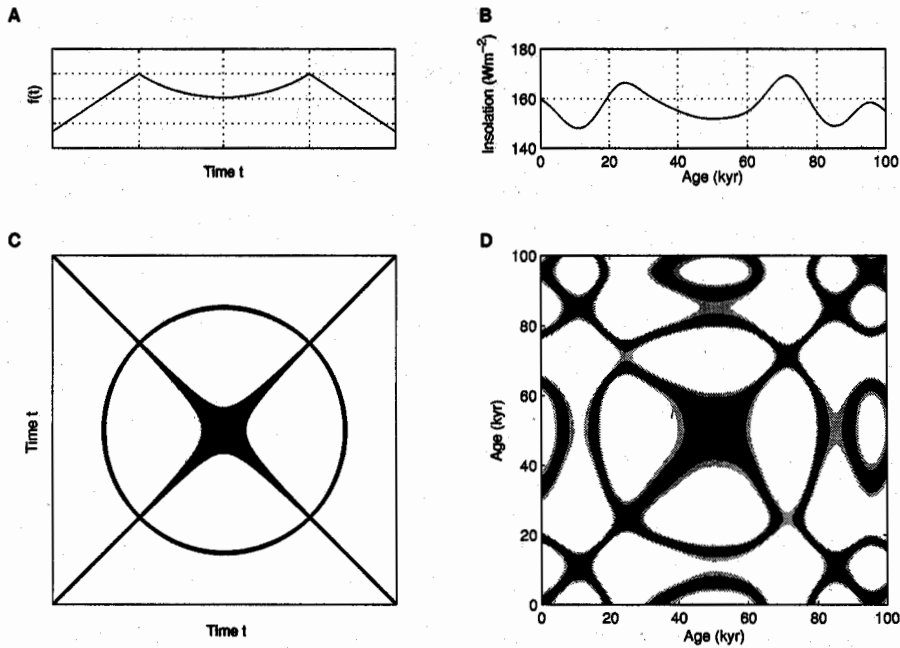 A
f(t)
Time t
B
Insolation (Wm⁻²)
180
160
140
0 20 40 60 80 100
Age (kyr)
C
Time t
Time t
D
Age (kyr)
100
80
60
40
20
0
0 20 40 60 80 100
Age (kyr)